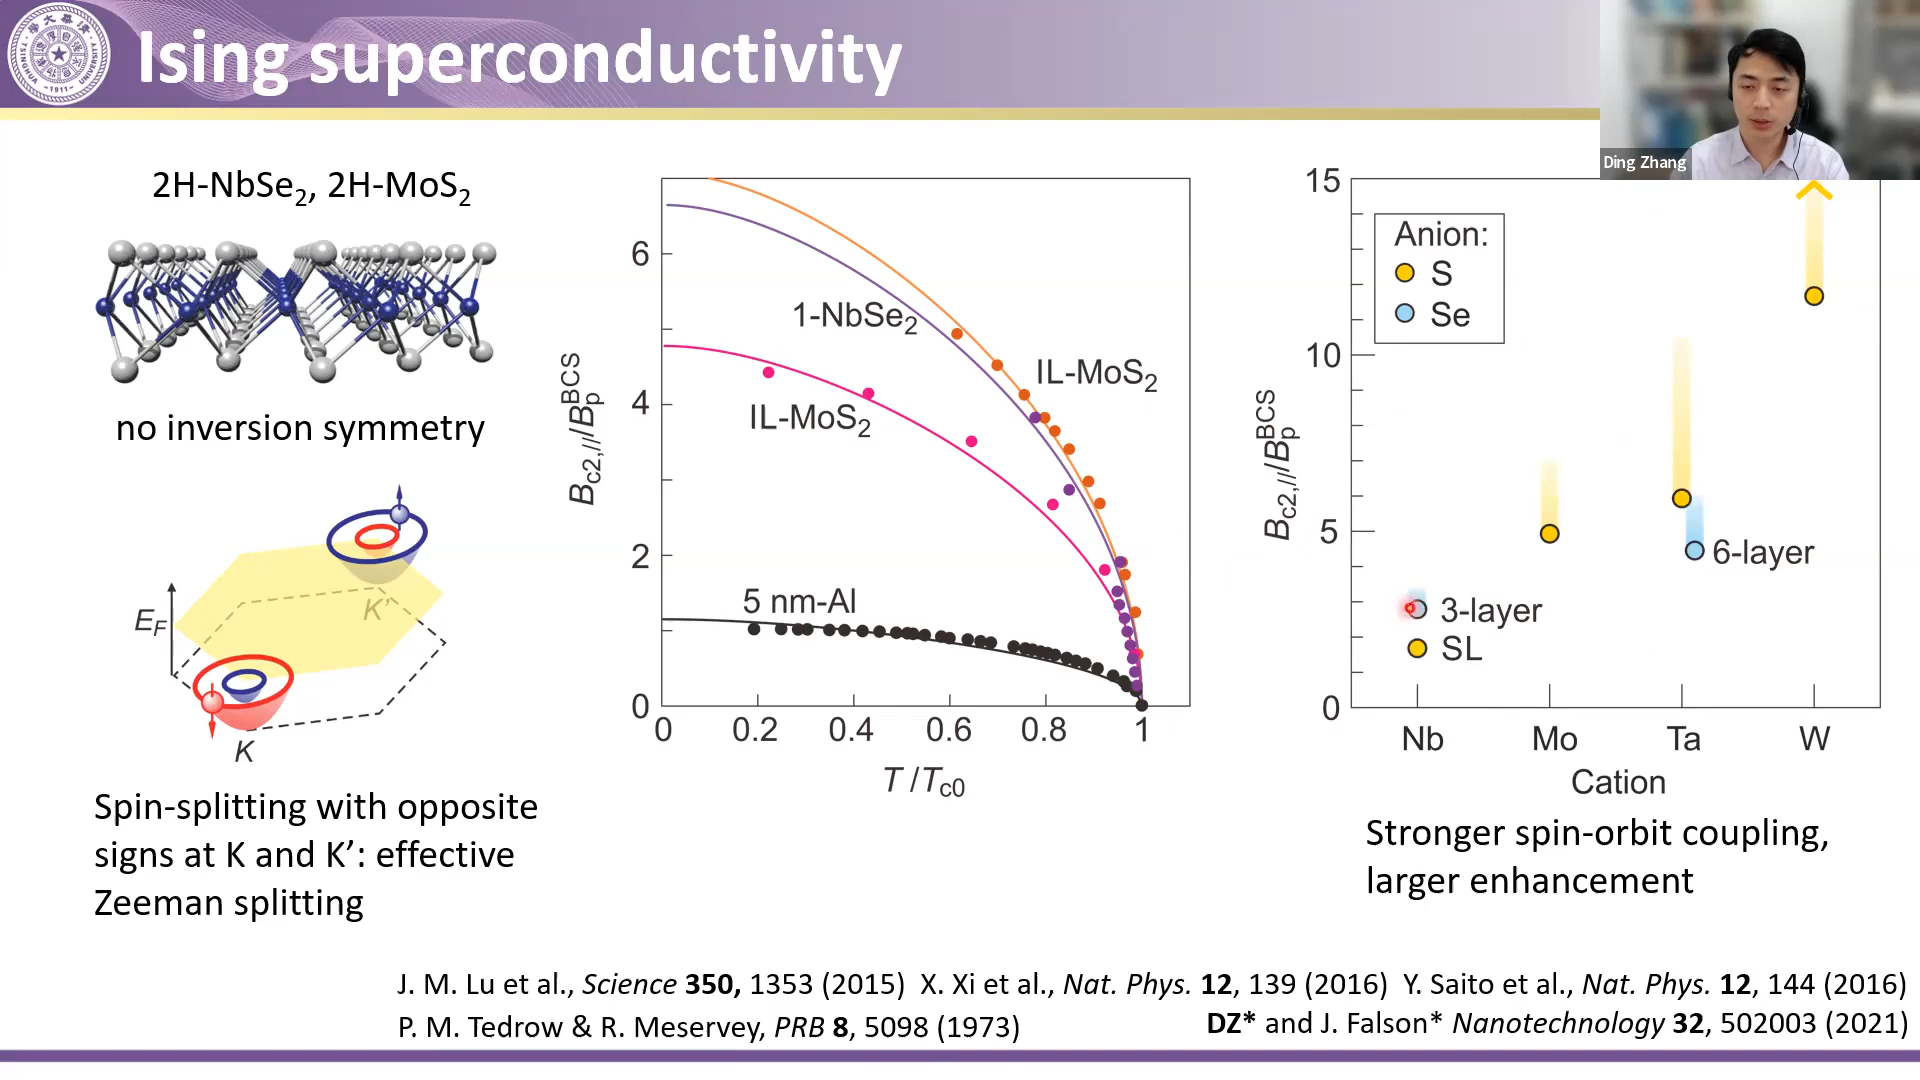 Ising superconductivity
Ding Zhang
2H-NbSe2, 2H-MoS2
no inversion symmetry
EF
K'
K
Spin-splitting with opposite
signs at K and K’: effective
Zeeman splitting
Bc2,///BpBCS
6
4
2
0
1-NbSe2
IL-MoS2
IL-MoS2
5 nm-Al
0 0.2 0.4 0.6 0.8 1
T /Tc0
Bc2,///BpBCS
15
10
5
0
Anion:
S
Se
6-layer
3-layer
SL
Nb Mo Ta W
Cation
Stronger spin-orbit coupling,
larger enhancement
J. M. Lu et al., Science 350, 1353 (2015) X. Xi et al., Nat. Phys. 12, 139 (2016) Y. Saito et al., Nat. Phys. 12, 144 (2016)
P. M. Tedrow & R. Meservey, PRB 8, 5098 (1973) DZ* and J. Falson* Nanotechnology 32, 502003 (2021)